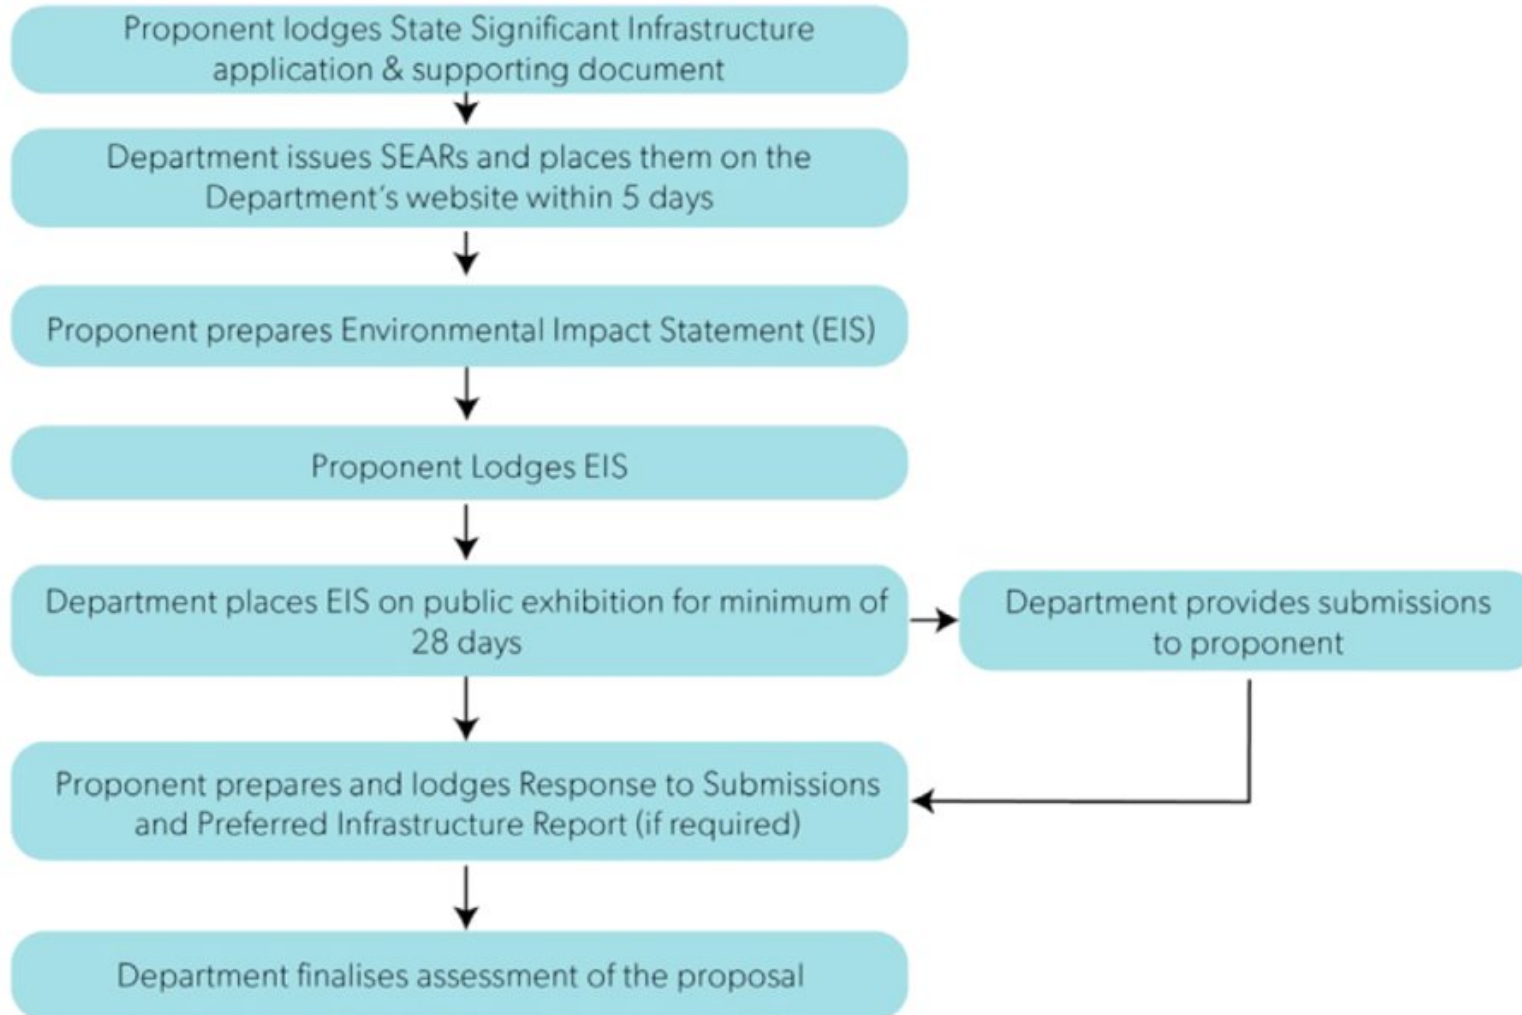 Proponent lodges State Significant Infrastructure
application & supporting document
Department issues SEARs and places them on the
Department's website within 5 days
Proponent prepares Environmental Impact Statement (EIS)
Proponent Lodges EIS
Department places EIS on public exhibition for minimum of
28 days
Department provides submissions
to proponent
Proponent prepares and lodges Response to Submissions
and Preferred Infrastructure Report (if required)
Department finalises assessment of the proposal